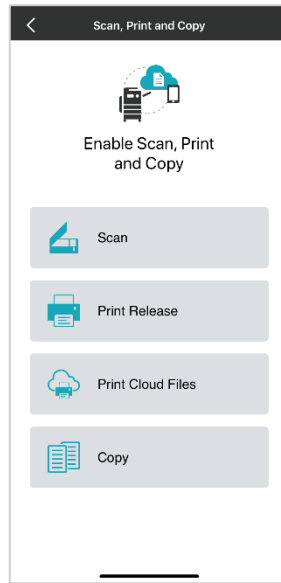 Scan, Print and Copy
Enable Scan, Print
and Copy
Scan
Print Release
Print Cloud Files
Copy